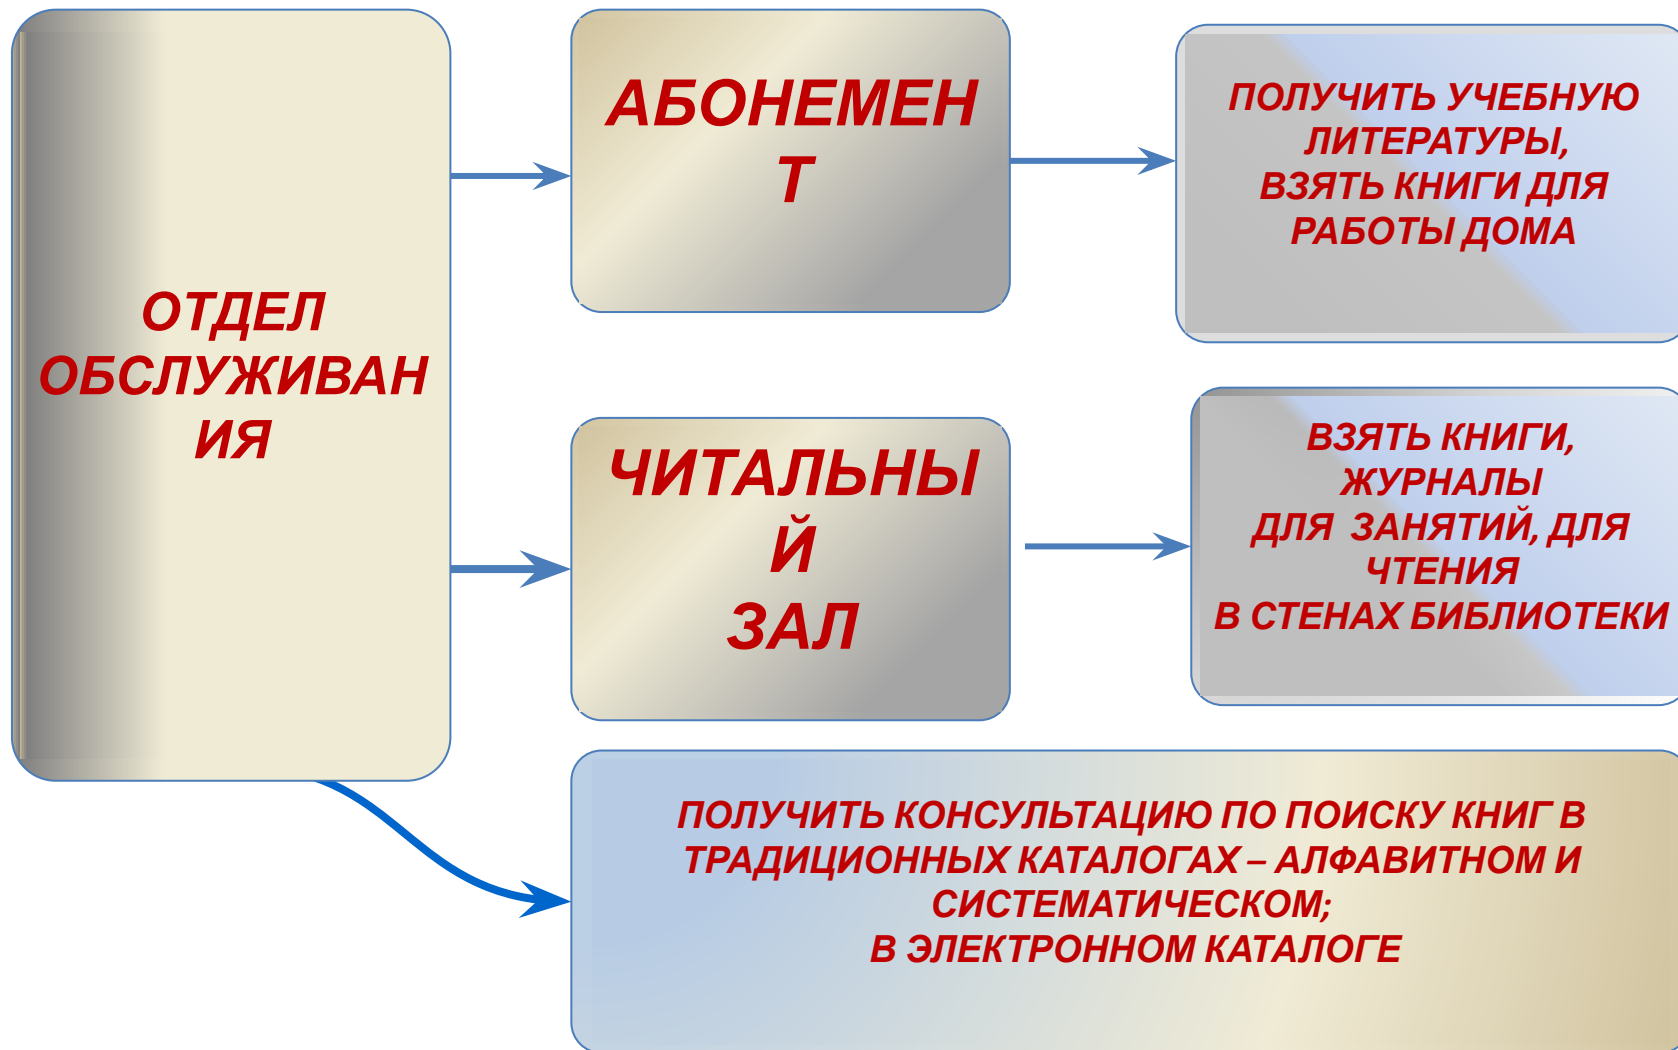 ОТДЕЛ
ОБСЛУЖИВАН
ИЯ
АБОНЕМЕН
Т
ПОЛУЧИТЬ УЧЕБНУЮ
ЛИТЕРАТУРЫ,
ВЗЯТЬ КНИГИ ДЛЯ
РАБОТЫ ДОМА
ЧИТАЛЬНЫ
Й
ЗАЛ
ВЗЯТЬ КНИГИ,
ЖУРНАЛЫ
ДЛЯ ЗАНЯТИЙ, ДЛЯ
ЧТЕНИЯ
В СТЕНАХ БИБЛИОТЕКИ
ПОЛУЧИТЬ КОНСУЛЬТАЦИЮ ПО ПОИСКУ КНИГ В
ТРАДИЦИОННЫХ КАТАЛОГАХ – АЛФАВИТНОМ И
СИСТЕМАТИЧЕСКОМ;
В ЭЛЕКТРОННОМ КАТАЛОГЕ